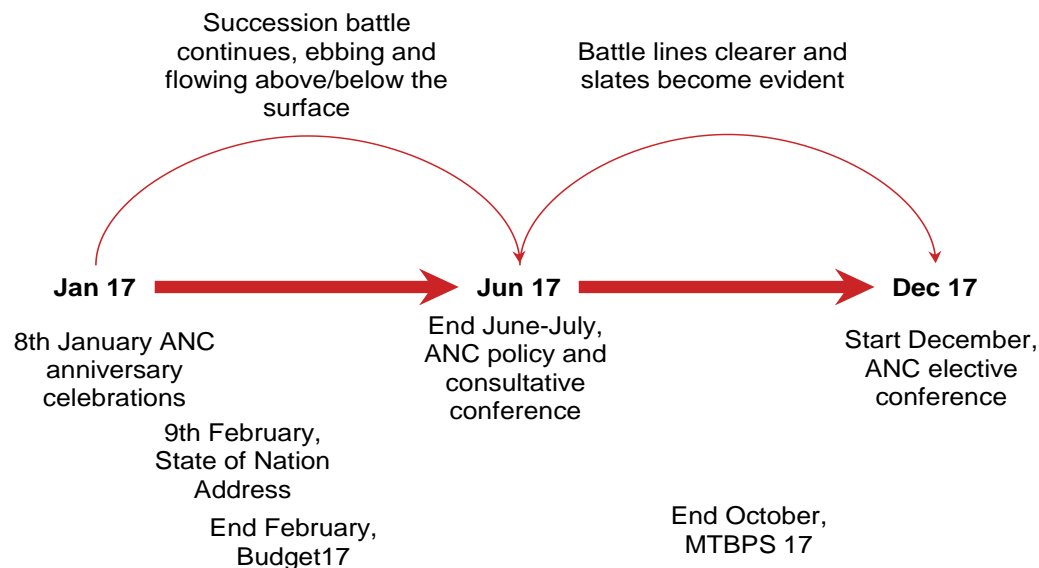 Succession battle
continues, ebbing and
flowing above/below the
surface
Battle lines clearer and
slates become evident
Jan 17
Jun 17
Dec 17
8th January ANC
anniversary
celebrations
End June-July,
ANC policy and
consultative
conference
Start December,
ANC elective
conference
9th February,
State of Nation
Address
End February,
Budget17
End October,
MTBPS 17